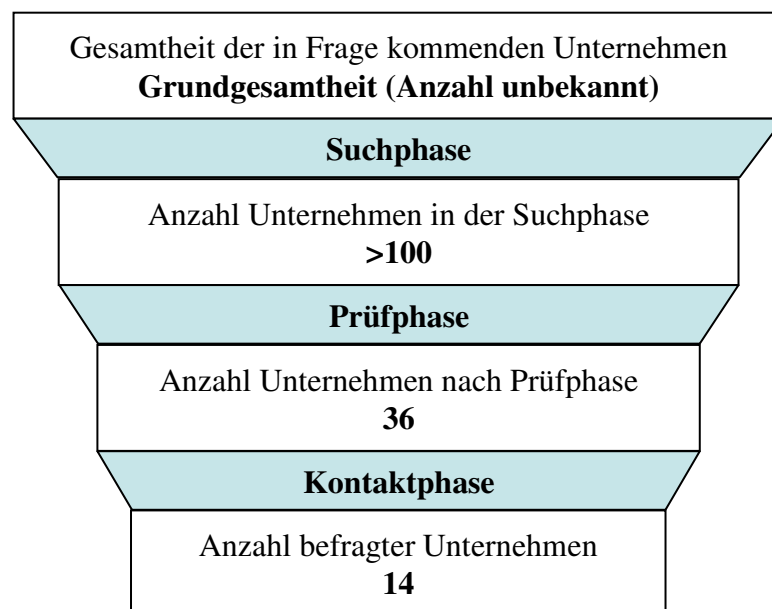 Gesamtheit der in Frage kommenden Unternehmen
Grundgesamtheit (Anzahl unbekannt)
Suchphase
Anzahl Unternehmen in der Suchphase
>100
Prüfphase
Anzahl Unternehmen nach Prüfphase
36
Kontaktphase
Anzahl befragter Unternehmen
14